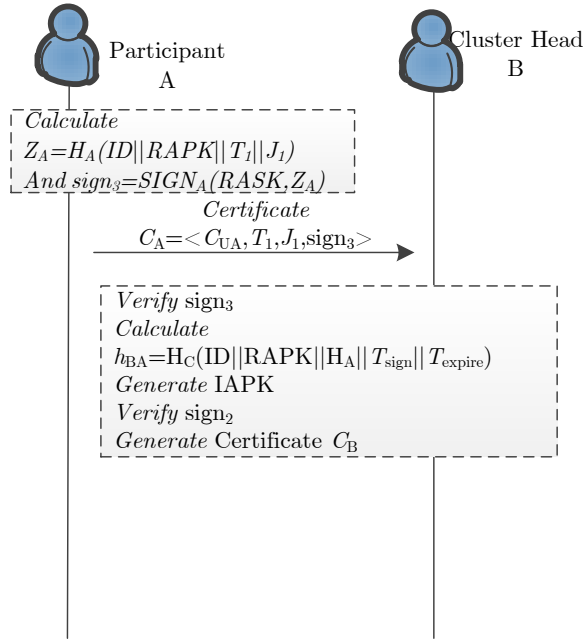 Participant
A
Cluster Head
B
Calculate
Z_A=H_A(ID||RAPK||T_1||J_1)
And sign_3=SIGN_A(RASK,Z_A)
Certificate
C_A=<C_UA,T_1,J_1,sign_3>
Verify sign_3
Calculate
h_BA=H_C(ID||RAPK||H_A||T_sign||T_expire)
Generate IAPK
Verify sign_2
Generate Certificate C_B